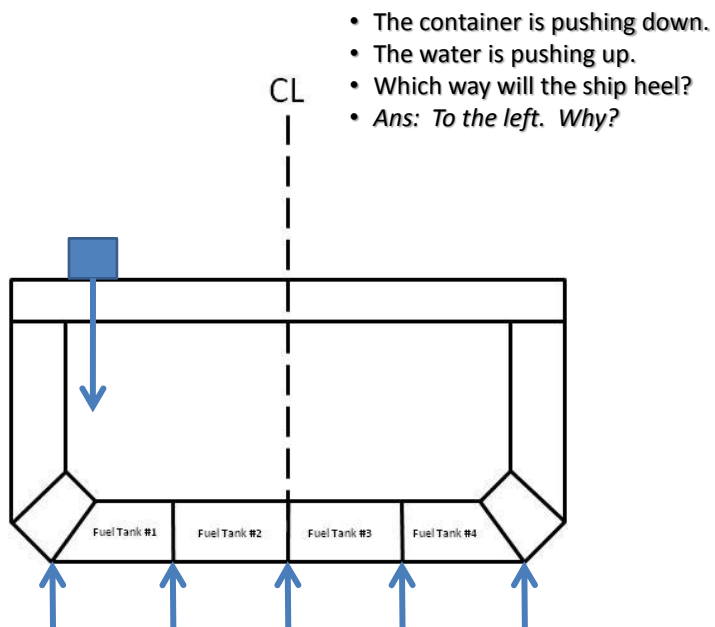 • The container is pushing down.
• The water is pushing up.
• Which way will the ship heel?
• Ans: To the left. Why?
CL
Fuel Tank #1
Fuel Tank #2
Fuel Tank #3
Fuel Tank #4